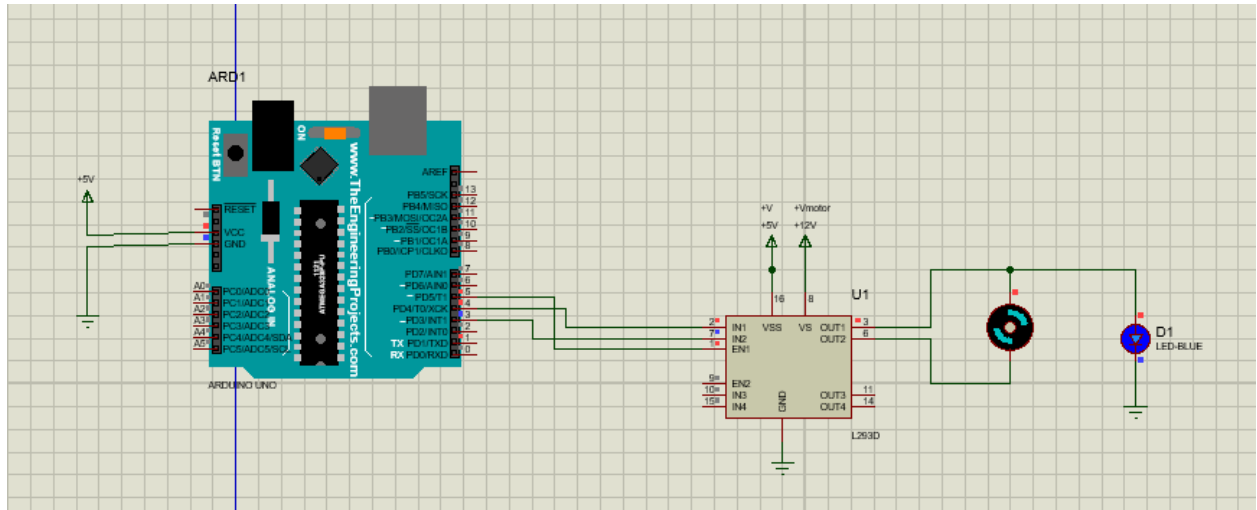 ARD1
Reset BTN
ON
www.TheEngineeringProjects.com
+5V
RESET
VCC
GND
AREF
PB5/SCK 13
PB4/MISO 12
~PB3/MOSI/OC2A 11
~PB2/SS/OC1B 10
~PB1/OC1A 9
PB0/ICP1/CLKO 8
PD7/AIN1 7
~PD6/AIN0 6
~PD5/T1 5
PD4/T0/XCK 4
~PD3/INT1 3
PD2/INT0 2
TX PD1/TXD 1
RX PD0/RXD 0
ANALOG IN
A0 PC0/ADC0
A1 PC1/ADC1
A2 PC2/ADC2
A3 PC3/ADC3
A4 PC4/ADC4/SDA
A5 PC5/ADC5/SCL
ARDUINO UNO
+V +Vmotor
+5V +12V
16 8 U1
2 IN1 VSS VS OUT1 3
7 IN2 OUT2 6
1 EN1
9 EN2
10 IN3 OUT3 11
15 IN4 OUT4 14
GND
L293D
D1
LED-BLUE